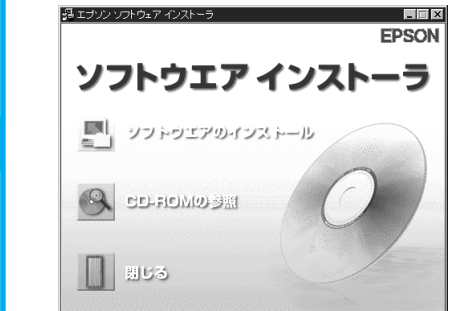 エプソン ソフトウェア インストーラ
EPSON
ソフトウエア インストーラ
ソフトウエアのインストール
CD-ROMの参照
閉じる